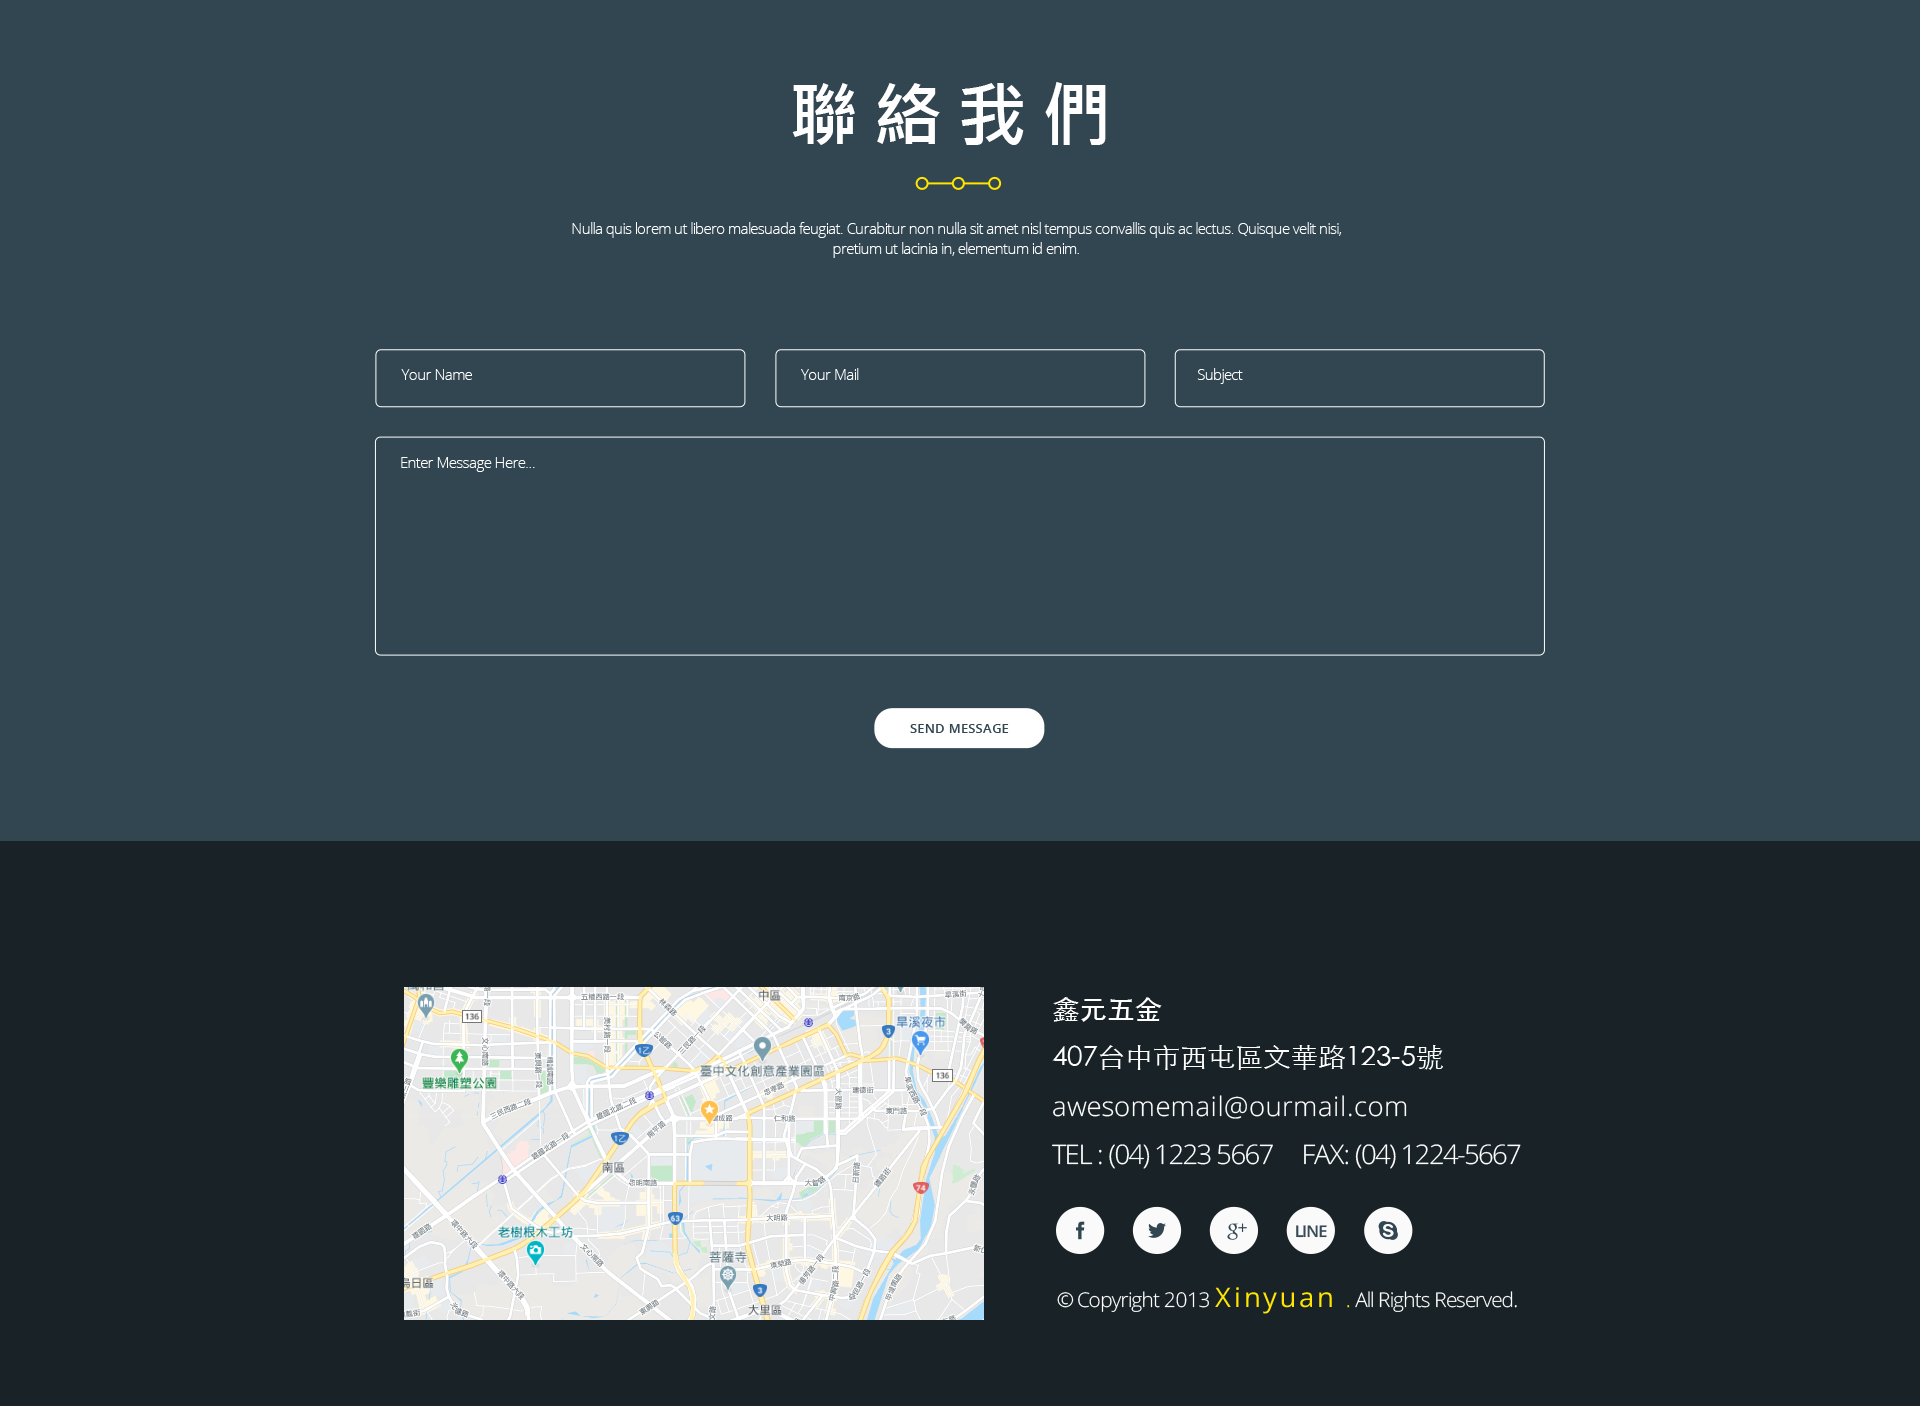 聯絡我們
Nulla quis lorem ut libero malesuada feugiat. Curabitur non nulla sit amet nisl tempus convallis quis ac lectus. Quisque velit nisi,
pretium ut lacinia in, elementum id enim.
Your Name
Your Mail
Subject
Enter Message Here...
SEND MESSAGE
中區
136
3
旱溪夜市
豐樂雕塑公園
臺中文化創意產業園區
136
南區
74
63
老樹根木工坊
菩薩寺
3
大里區
鑫元五金
407台中市西屯區文華路123-5號
awesomemail@ourmail.com
TEL : (04) 1223 5667 FAX: (04) 1224-5667
f g+ LINE S
© Copyright 2013 Xinyuan . All Rights Reserved.